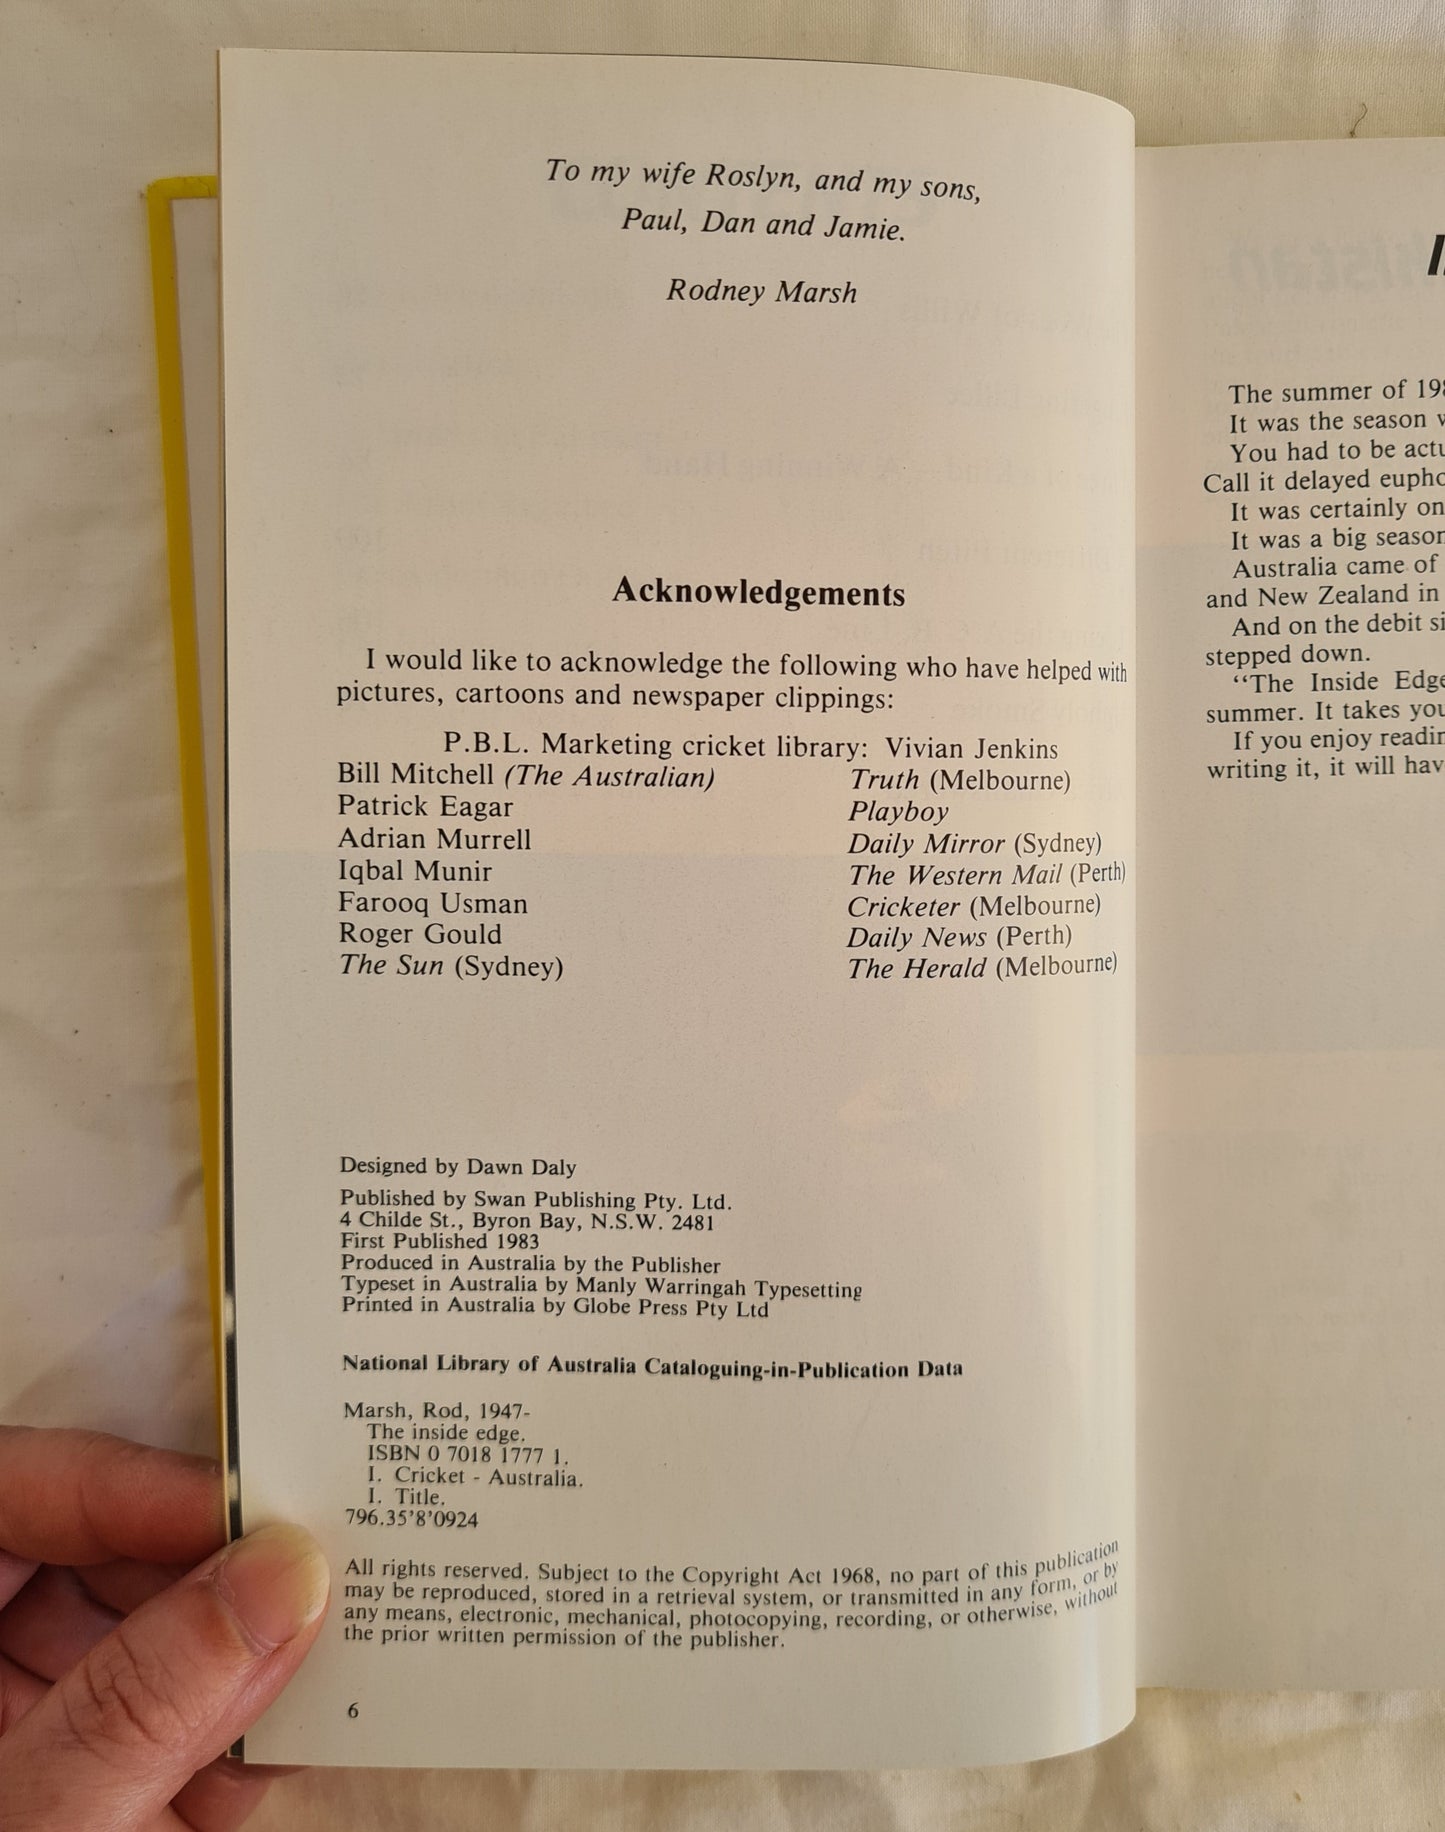 To my wife Roslyn, and my sons,
Paul, Dan and Jamie.
Rodney Marsh
Acknowledgements
I would like to acknowledge the following who have helped with
pictures, cartoons and newspaper clippings:
P.B.L. Marketing cricket library: Vivian Jenkins
Bill Mitchell (The Australian)
Patrick Eagar
Adrian Murrell
Iqbal Munir
Farooq Usman
Roger Gould
The Sun (Sydney)
Truth (Melbourne)
Playboy
Daily Mirror (Sydney)
The Western Mail (Perth)
Cricketer (Melbourne)
Daily News (Perth)
The Herald (Melbourne)
Designed by Dawn Daly
Published by Swan Publishing Pty. Ltd.
4 Childe St., Byron Bay, N.S.W. 2481
First Published 1983
Produced in Australia by the Publisher
Typeset in Australia by Manly Warringah Typesetting
Printed in Australia by Globe Press Pty Ltd
National Library of Australia Cataloguing-in-Publication Data
Marsh, Rod, 1947-
The inside edge.
ISBN 0 7018 1777 1.
I. Cricket - Australia.
I. Title.
796.35'8'0924
All rights reserved. Subject to the Copyright Act 1968, no part of this publication
may be reproduced, stored in a retrieval system, or transmitted in any form, or by
any means, electronic, mechanical, photocopying, recording, or otherwise, without
the prior written permission of the publisher.
6
The summer of 198
It was the season
You had to be
Call it delayed
It was certainly
It was a big season
Australia came of
and New Zealand in
And on the debit
stepped down.
"The Inside Edge
summer. It takes you
If you enjoy
writing it, it will